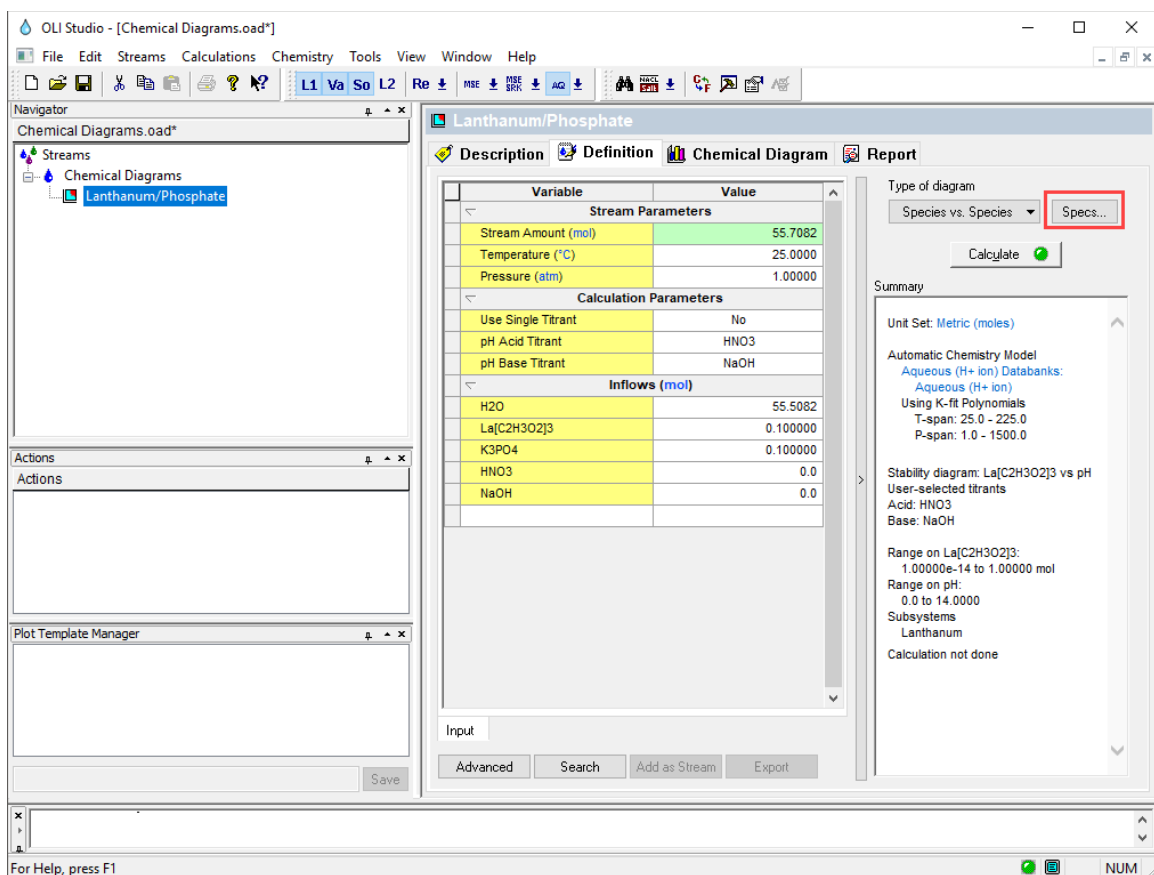 OLI Studio - [Chemical Diagrams.oad*]
File Edit Streams Calculations Chemistry Tools View Window Help
L1 Va So L2 Re MSE MSE SRK AQ NACL
Navigator
Chemical Diagrams.oad*
Streams
Chemical Diagrams
Lanthanum/Phosphate
Actions
Actions
Plot Template Manager
Save
Lanthanum/Phosphate
Description Definition Chemical Diagram Report
Variable Value
Stream Parameters
Stream Amount (mol) 55.7082
Temperature (°C) 25.0000
Pressure (atm) 1.00000
Calculation Parameters
Use Single Titrant No
pH Acid Titrant HNO3
pH Base Titrant NaOH
Inflows (mol)
H2O 55.5082
La[C2H3O2]3 0.100000
K3PO4 0.100000
HNO3 0.0
NaOH 0.0
Input
Advanced Search Add as Stream Export
Type of diagram
Species vs. Species Specs...
Calculate
Summary
Unit Set: Metric (moles)
Automatic Chemistry Model
Aqueous (H+ ion) Databanks:
Aqueous (H+ ion)
Using K-fit Polynomials
T-span: 25.0 - 225.0
P-span: 1.0 - 1500.0
Stability diagram: La[C2H3O2]3 vs pH
User-selected titrants
Acid: HNO3
Base: NaOH
Range on La[C2H3O2]3:
1.00000e-14 to 1.00000 mol
Range on pH:
0.0 to 14.0000
Subsystems
Lanthanum
Calculation not done
For Help, press F1
NUM